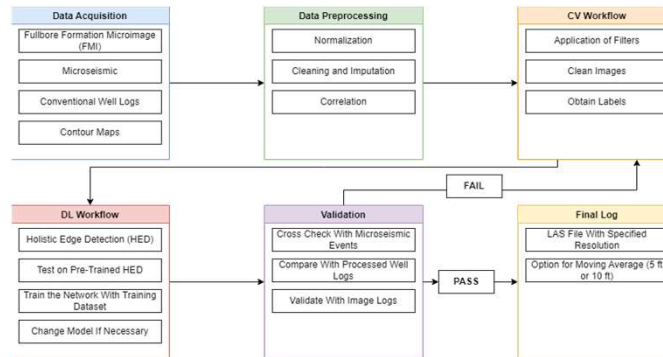 Data Acquisition
Fullbore Formation Microimage
(FMI)
Microseismic
Conventional Well Logs
Contour Maps
Data Preprocessing
Normalization
Cleaning and Imputation
Correlation
CV Workflow
Application of Filters
Clean Images
Obtain Labels
FAIL
DL Workflow
Holistic Edge Detection (HED)
Test on Pre-Trained HED
Train the Network With Training
Dataset
Change Model If Necessary
Validation
Cross Check With Microseismic
Events
Compare With Processed Well
Logs
Validate With Image Logs
PASS
Final Log
LAS File With Specified
Resolution
Option for Moving Average (5 ft
or 10 ft)